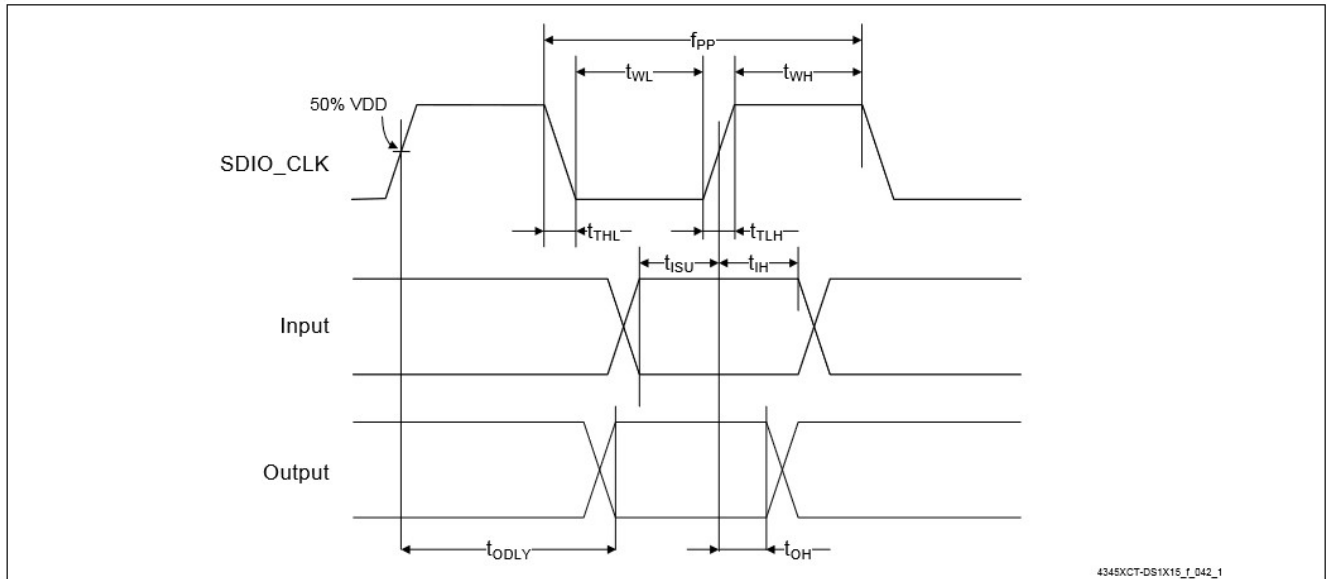 fPP
tWL
tWH
50% VDD
SDIO_CLK
tTHL
tTLH
tISU
tIH
Input
Output
tODLY
tOH
4345XCT-DS1X15_f_042_1